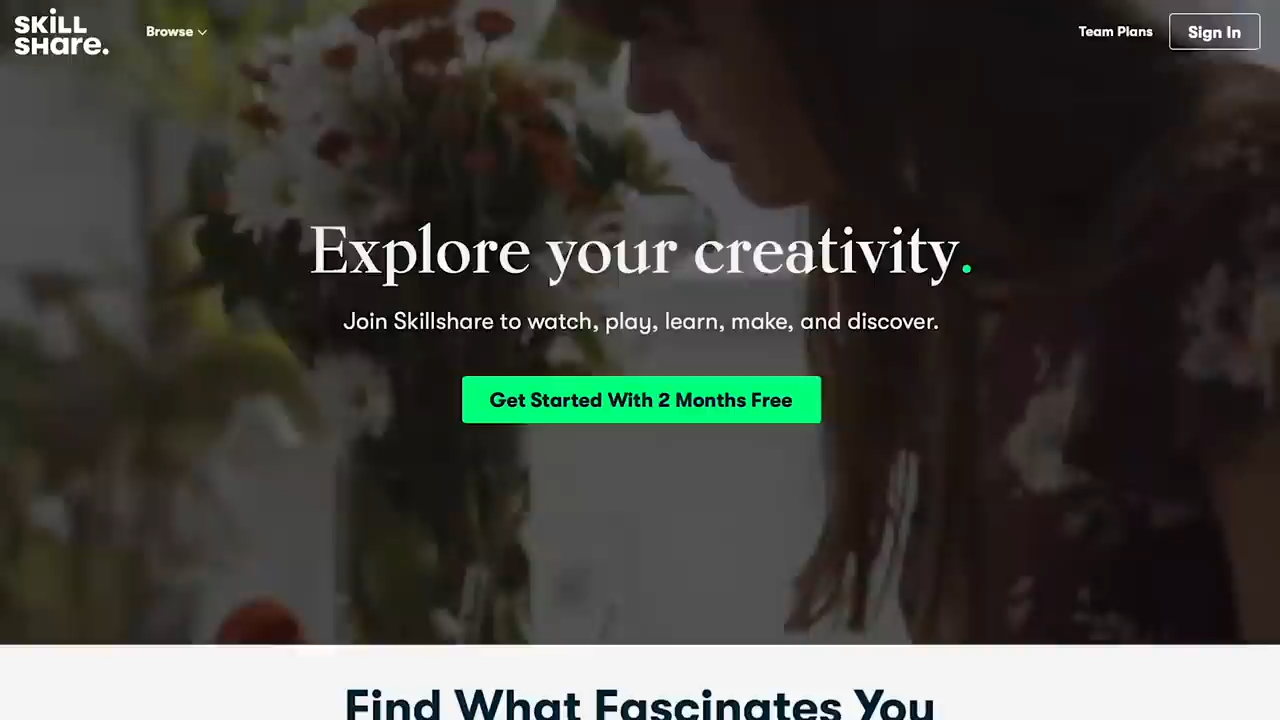 SKiLL
SHare.
Browse
Team Plans
Sign In
Explore your creativity.
Join Skillshare to watch, play, learn, make, and discover.
Get Started With 2 Months Free
Find What Fascinates You